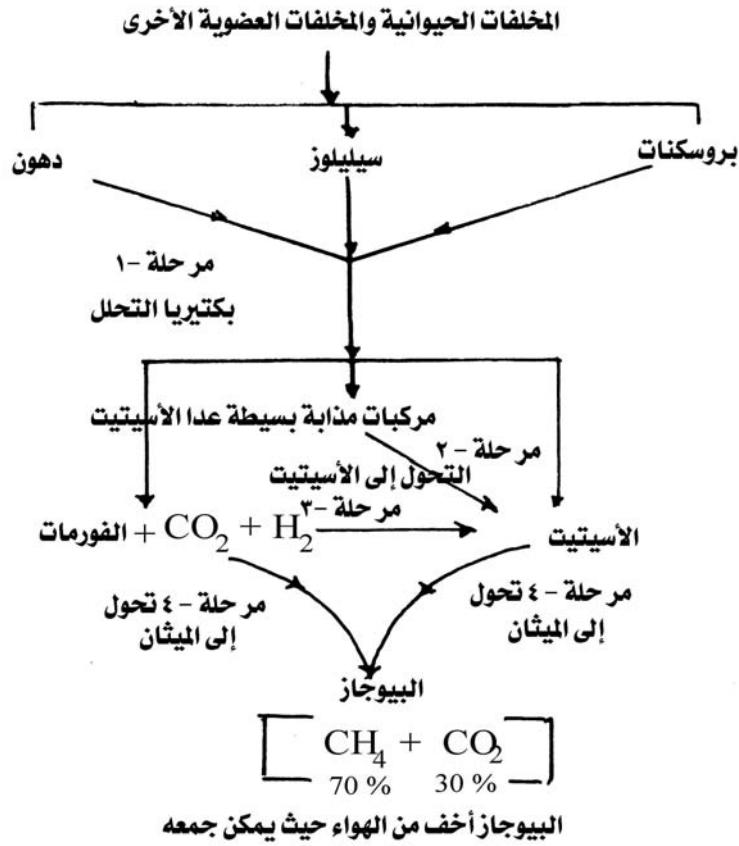 المخلفات الحيوانية والمخلفات العضوية الأخرى
بروسكنات
سيليلوز
دهون
مرحلة -١
بكتيريا التحلل
مركبات مذابة بسيطة عدا الأسيتيت
مرحلة -٢
التحول إلى الأسيتيت
مرحلة -٣
الفورمات + CO₂ + H₂
الأسيتيت
مرحلة -٤ تحول
إلى الميثان
مرحلة -٤ تحول
إلى الميثان
البيوجاز
CH₄ + CO₂
70 % 30 %
البيوجاز أخف من الهواء حيث يمكن جمعه